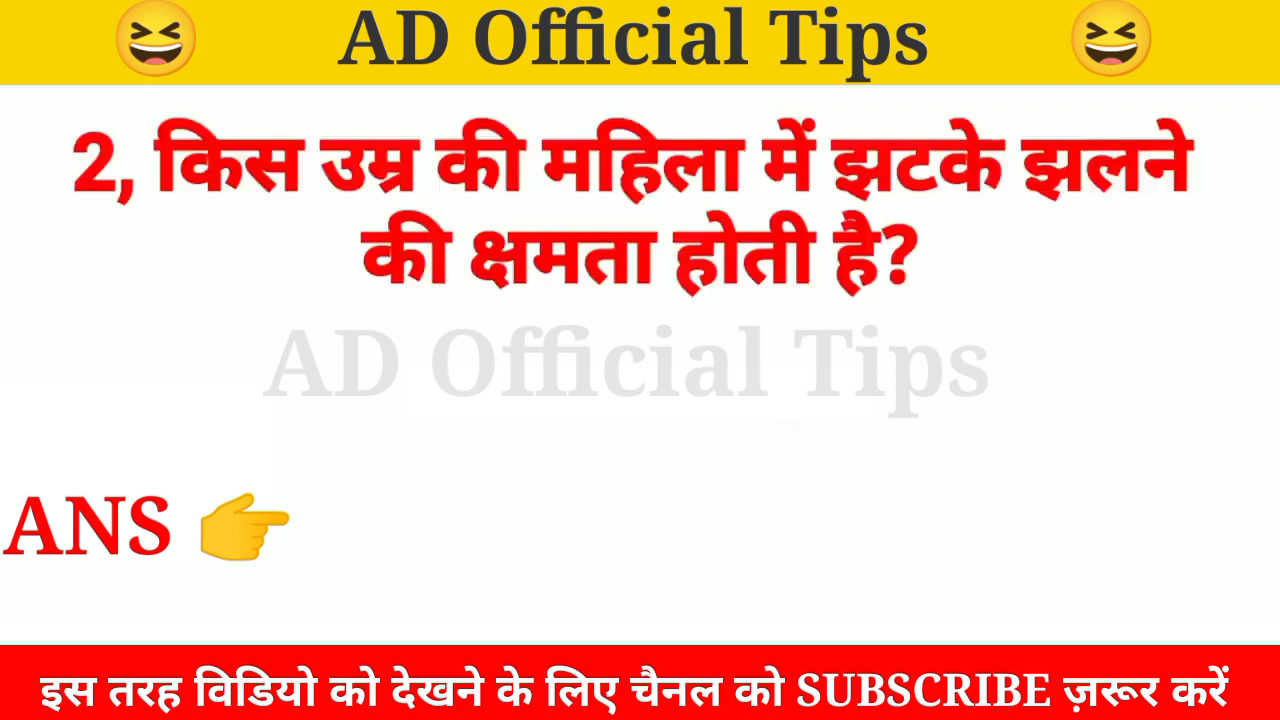 AD Official Tips
2, किस उम्र की महिला में झटके झलने
की क्षमता होती है?
AD Official Tips
ANS
इस तरह विडियो को देखने के लिए चैनल को SUBSCRIBE ज़रूर करें